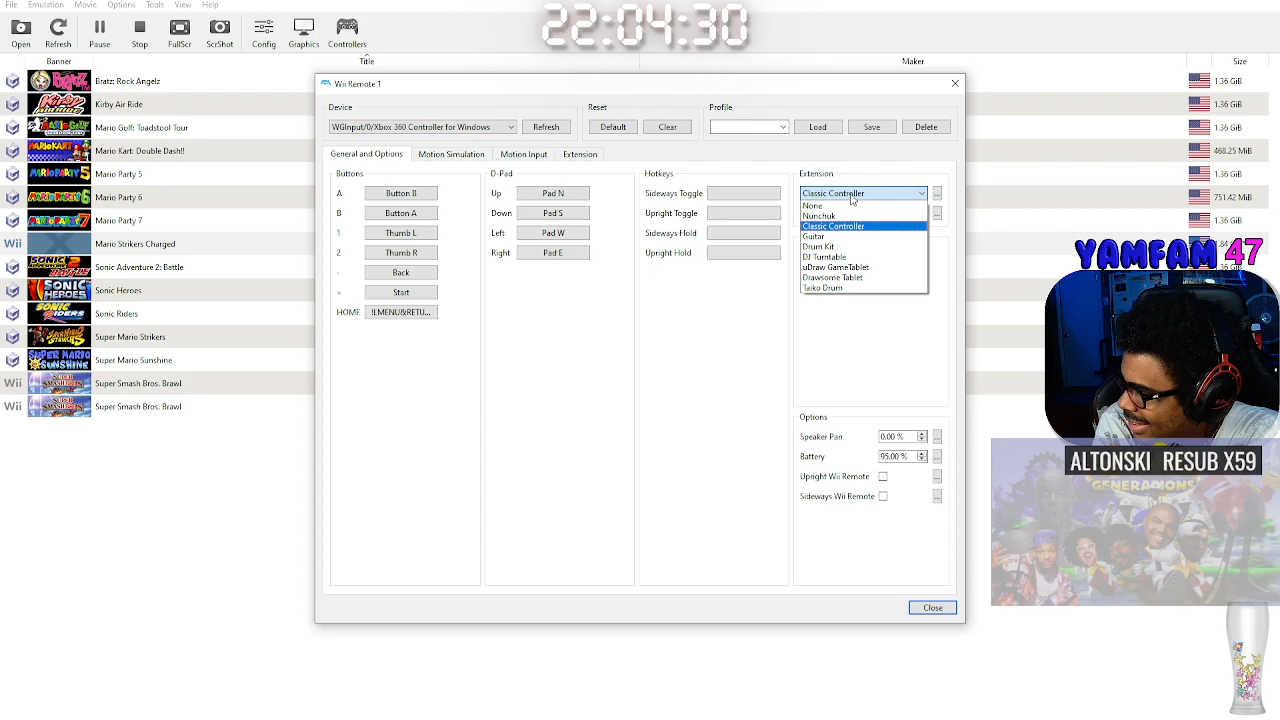 File Emulation Movie Options Tools View Help
22:04:30
Open Refresh Pause Stop FullScr ScrShot Config Graphics Controllers
Banner Title Maker Size
Bratz: Rock Angelz 1.36 GiB
Kirby Air Ride 1.36 GiB
Mario Golf: Toadstool Tour 1.36 GiB
Mario Kart: Double Dash!! 468.25 MiB
Mario Party 5 1.36 GiB
Mario Party 6 751.42 MiB
Mario Party 7 1.36 GiB
Wii Mario Strikers Charged
Sonic Adventure 2: Battle
Sonic Heroes
Sonic Riders
Super Mario Strikers
Super Mario Sunshine
Wii Super Smash Bros. Brawl
Wii Super Smash Bros. Brawl
Wii Remote 1
Device Reset Profile
WGInput/0/Xbox 360 Controller for Windows Refresh Default Clear Load Save Delete
General and Options Motion Simulation Motion Input Extension
Buttons D-Pad Hotkeys Extension
A Button B Up Pad N Sideways Toggle Classic Controller ...
B Button A Down Pad S Upright Toggle ...
1 Thumb L Left Pad W Sideways Hold
2 Thumb R Right Pad E Upright Hold
- Back
+ Start
HOME !LMENU&RETU...
None
Nunchuk
Classic Controller
Guitar
Drum Kit
DJ Turntable
uDraw GameTablet
Drawsome Tablet
Taiko Drum
Options
Speaker Pan 0.00 % ...
Battery 95.00 % ...
Upright Wii Remote ...
Sideways Wii Remote ...
Close
YAMFAM 47
ALTONSKI RESUB X59
GENERATIONS